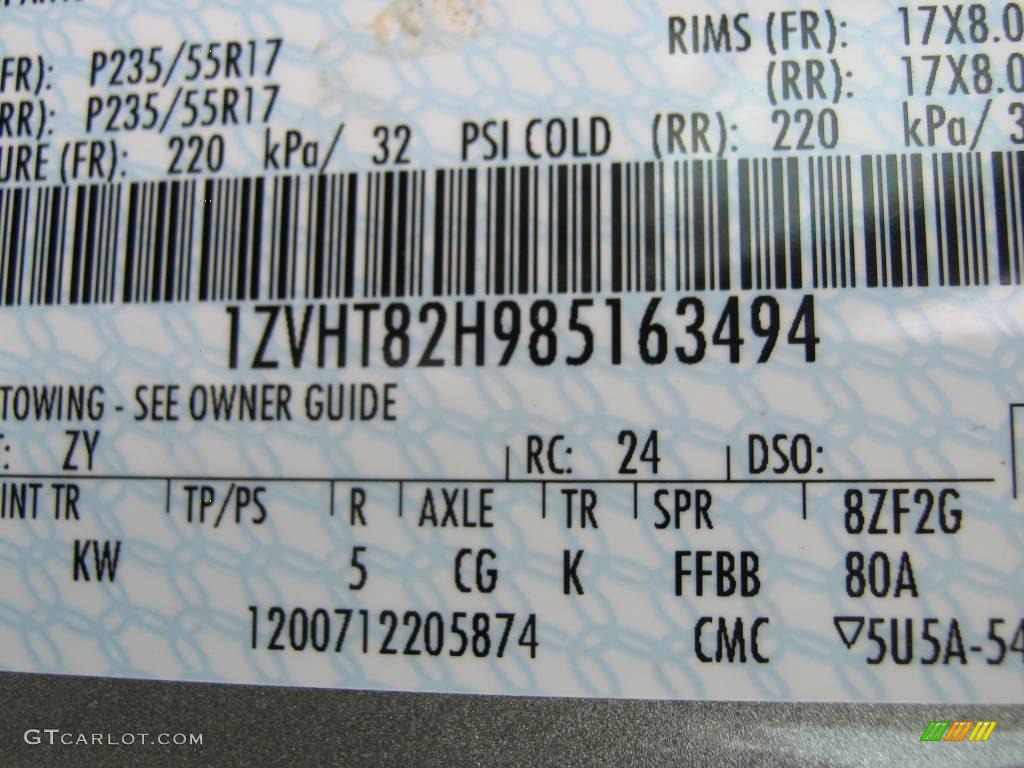 RIMS (FR): 17X8.0
FR): P235/55R17 (RR): 17X8.0
RR): P235/55R17
URE (FR): 220 kPa/ 32 PSI COLD (RR): 220 kPa/ 3
1ZVHT82H985163494
TOWING - SEE OWNER GUIDE
: ZY RC: 24 DSO:
INT TR TP/PS R AXLE TR SPR 8ZF2G
KW 5 CG K FFBB 80A
1200712205874 CMC ▽5U5A-54
GTCARLOT.COM